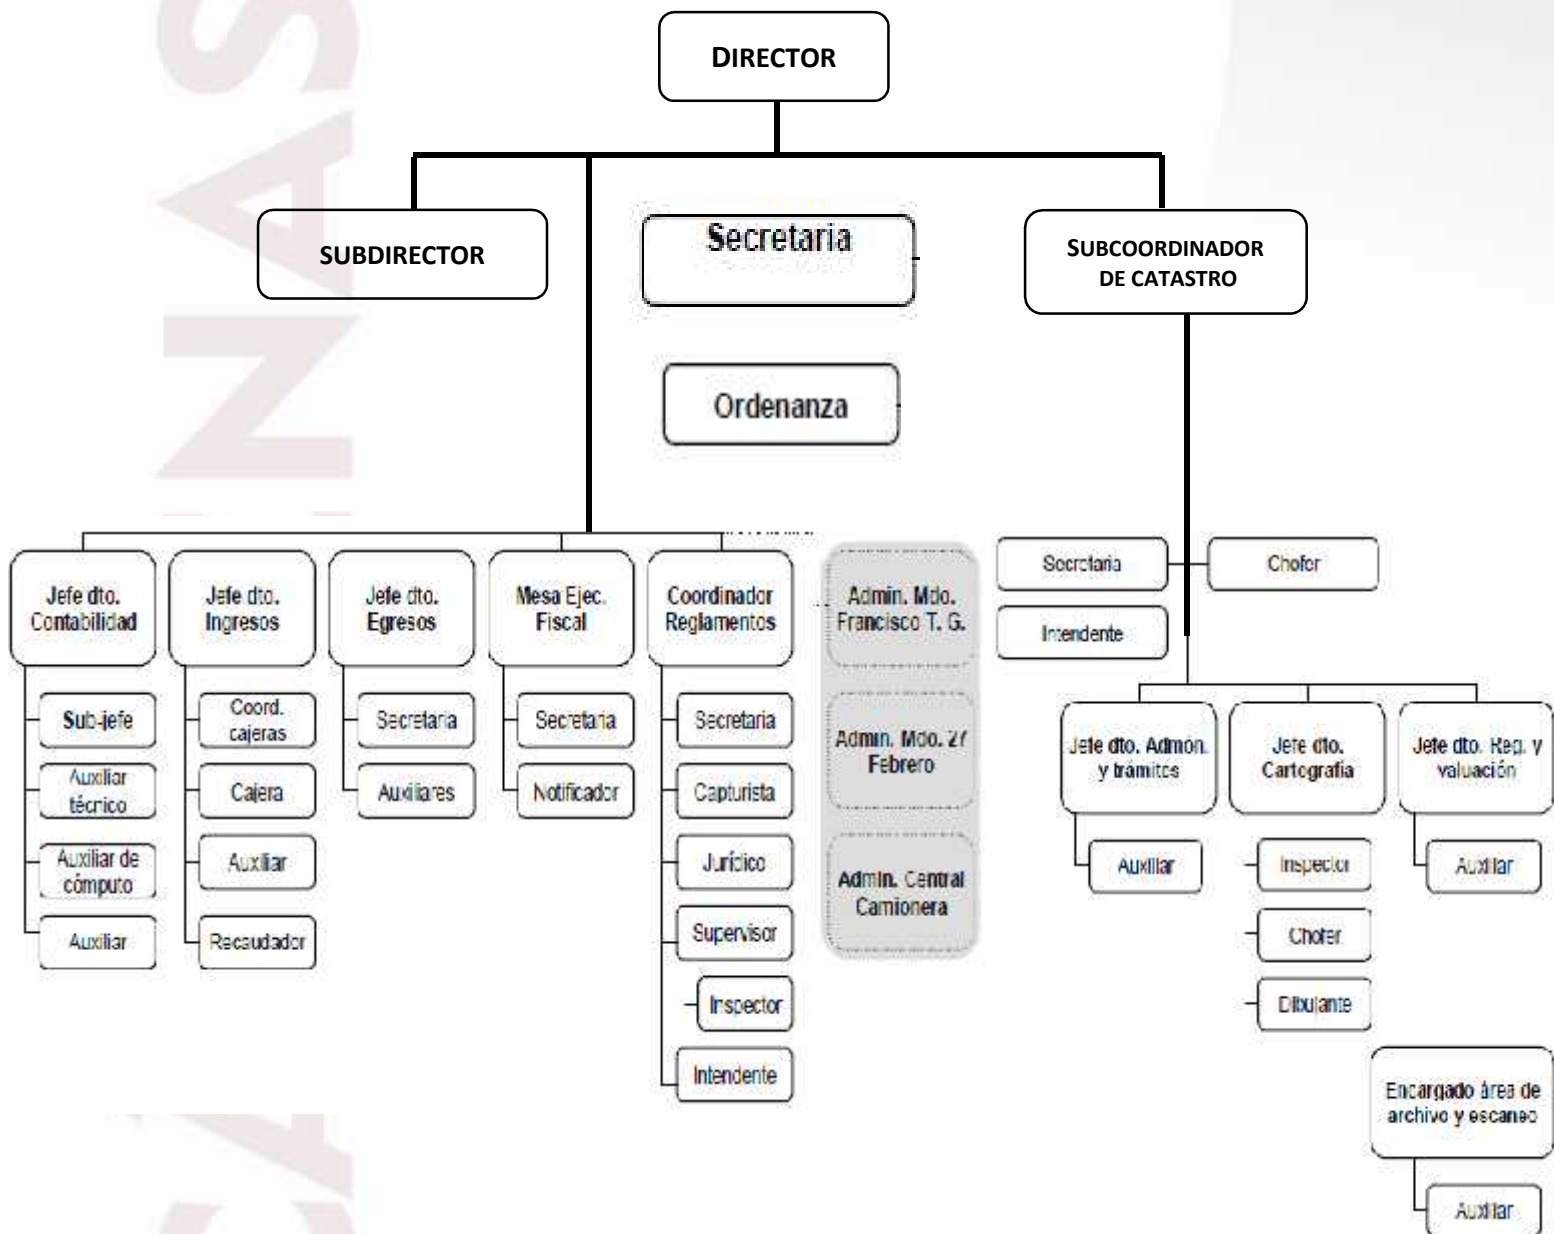 DIRECTOR
SUBDIRECTOR
Secretaria
SUBCOORDINADOR
DE CATASTRO
Ordenanza
Jefe dto.
Contabilidad
Jefe dto.
Ingresos
Jefe dto.
Egresos
Mesa Ejec.
Fiscal
Coordinador
Reglamentos
Admin. Mdo.
Francisco T. G.
Secretaria
Chofer
Intendente
Sub-jefe
Auxiliar
técnico
Auxiliar de
cómputo
Auxiliar
Coord.
cajeras
Cajera
Auxiliar
Recaudador
Secretaria
Auxiliares
Secretaria
Notificador
Secretaria
Capturista
Jurídico
Supervisor
Inspector
Intendente
Admin. Mdo. 27
Febrero
Admin. Central
Camionera
Jefe dto. Admón.
y trámites
Auxiliar
Jefe dto.
Cartografía
Inspector
Chofer
Dibujante
Jefe dto. Reg. y
valuación
Auxiliar
Encargado área de
archivo y escaneo
Auxiliar